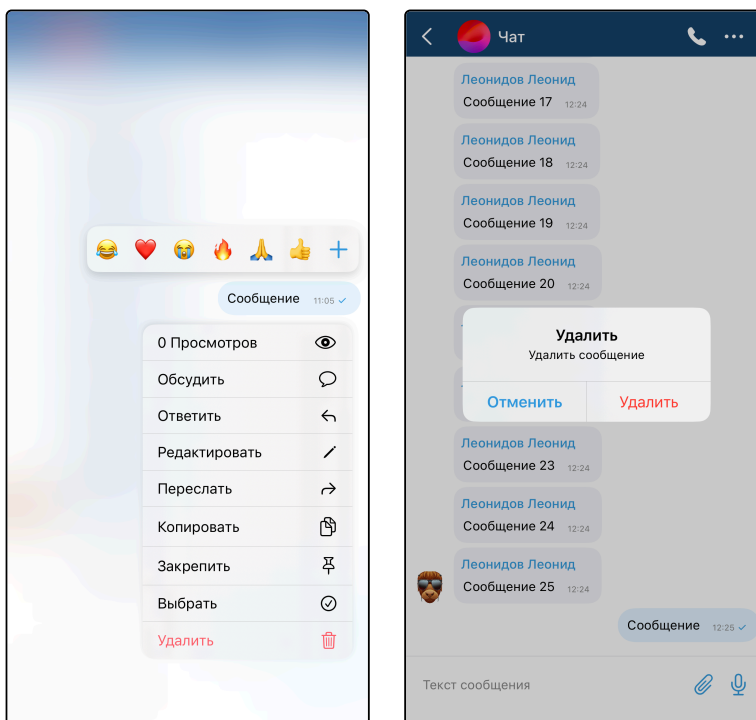 Сообщение 11:05
0 Просмотров
Обсудить
Ответить
Редактировать
Переслать
Копировать
Закрепить
Выбрать
Удалить
Чат
Леонидов Леонид
Сообщение 17 12:24
Леонидов Леонид
Сообщение 18 12:24
Леонидов Леонид
Сообщение 19 12:24
Леонидов Леонид
Сообщение 20 12:24
Удалить
Удалить сообщение
Отменить Удалить
Леонидов Леонид
Сообщение 23 12:24
Леонидов Леонид
Сообщение 24 12:24
Леонидов Леонид
Сообщение 25 12:24
Сообщение 12:25
Текст сообщения